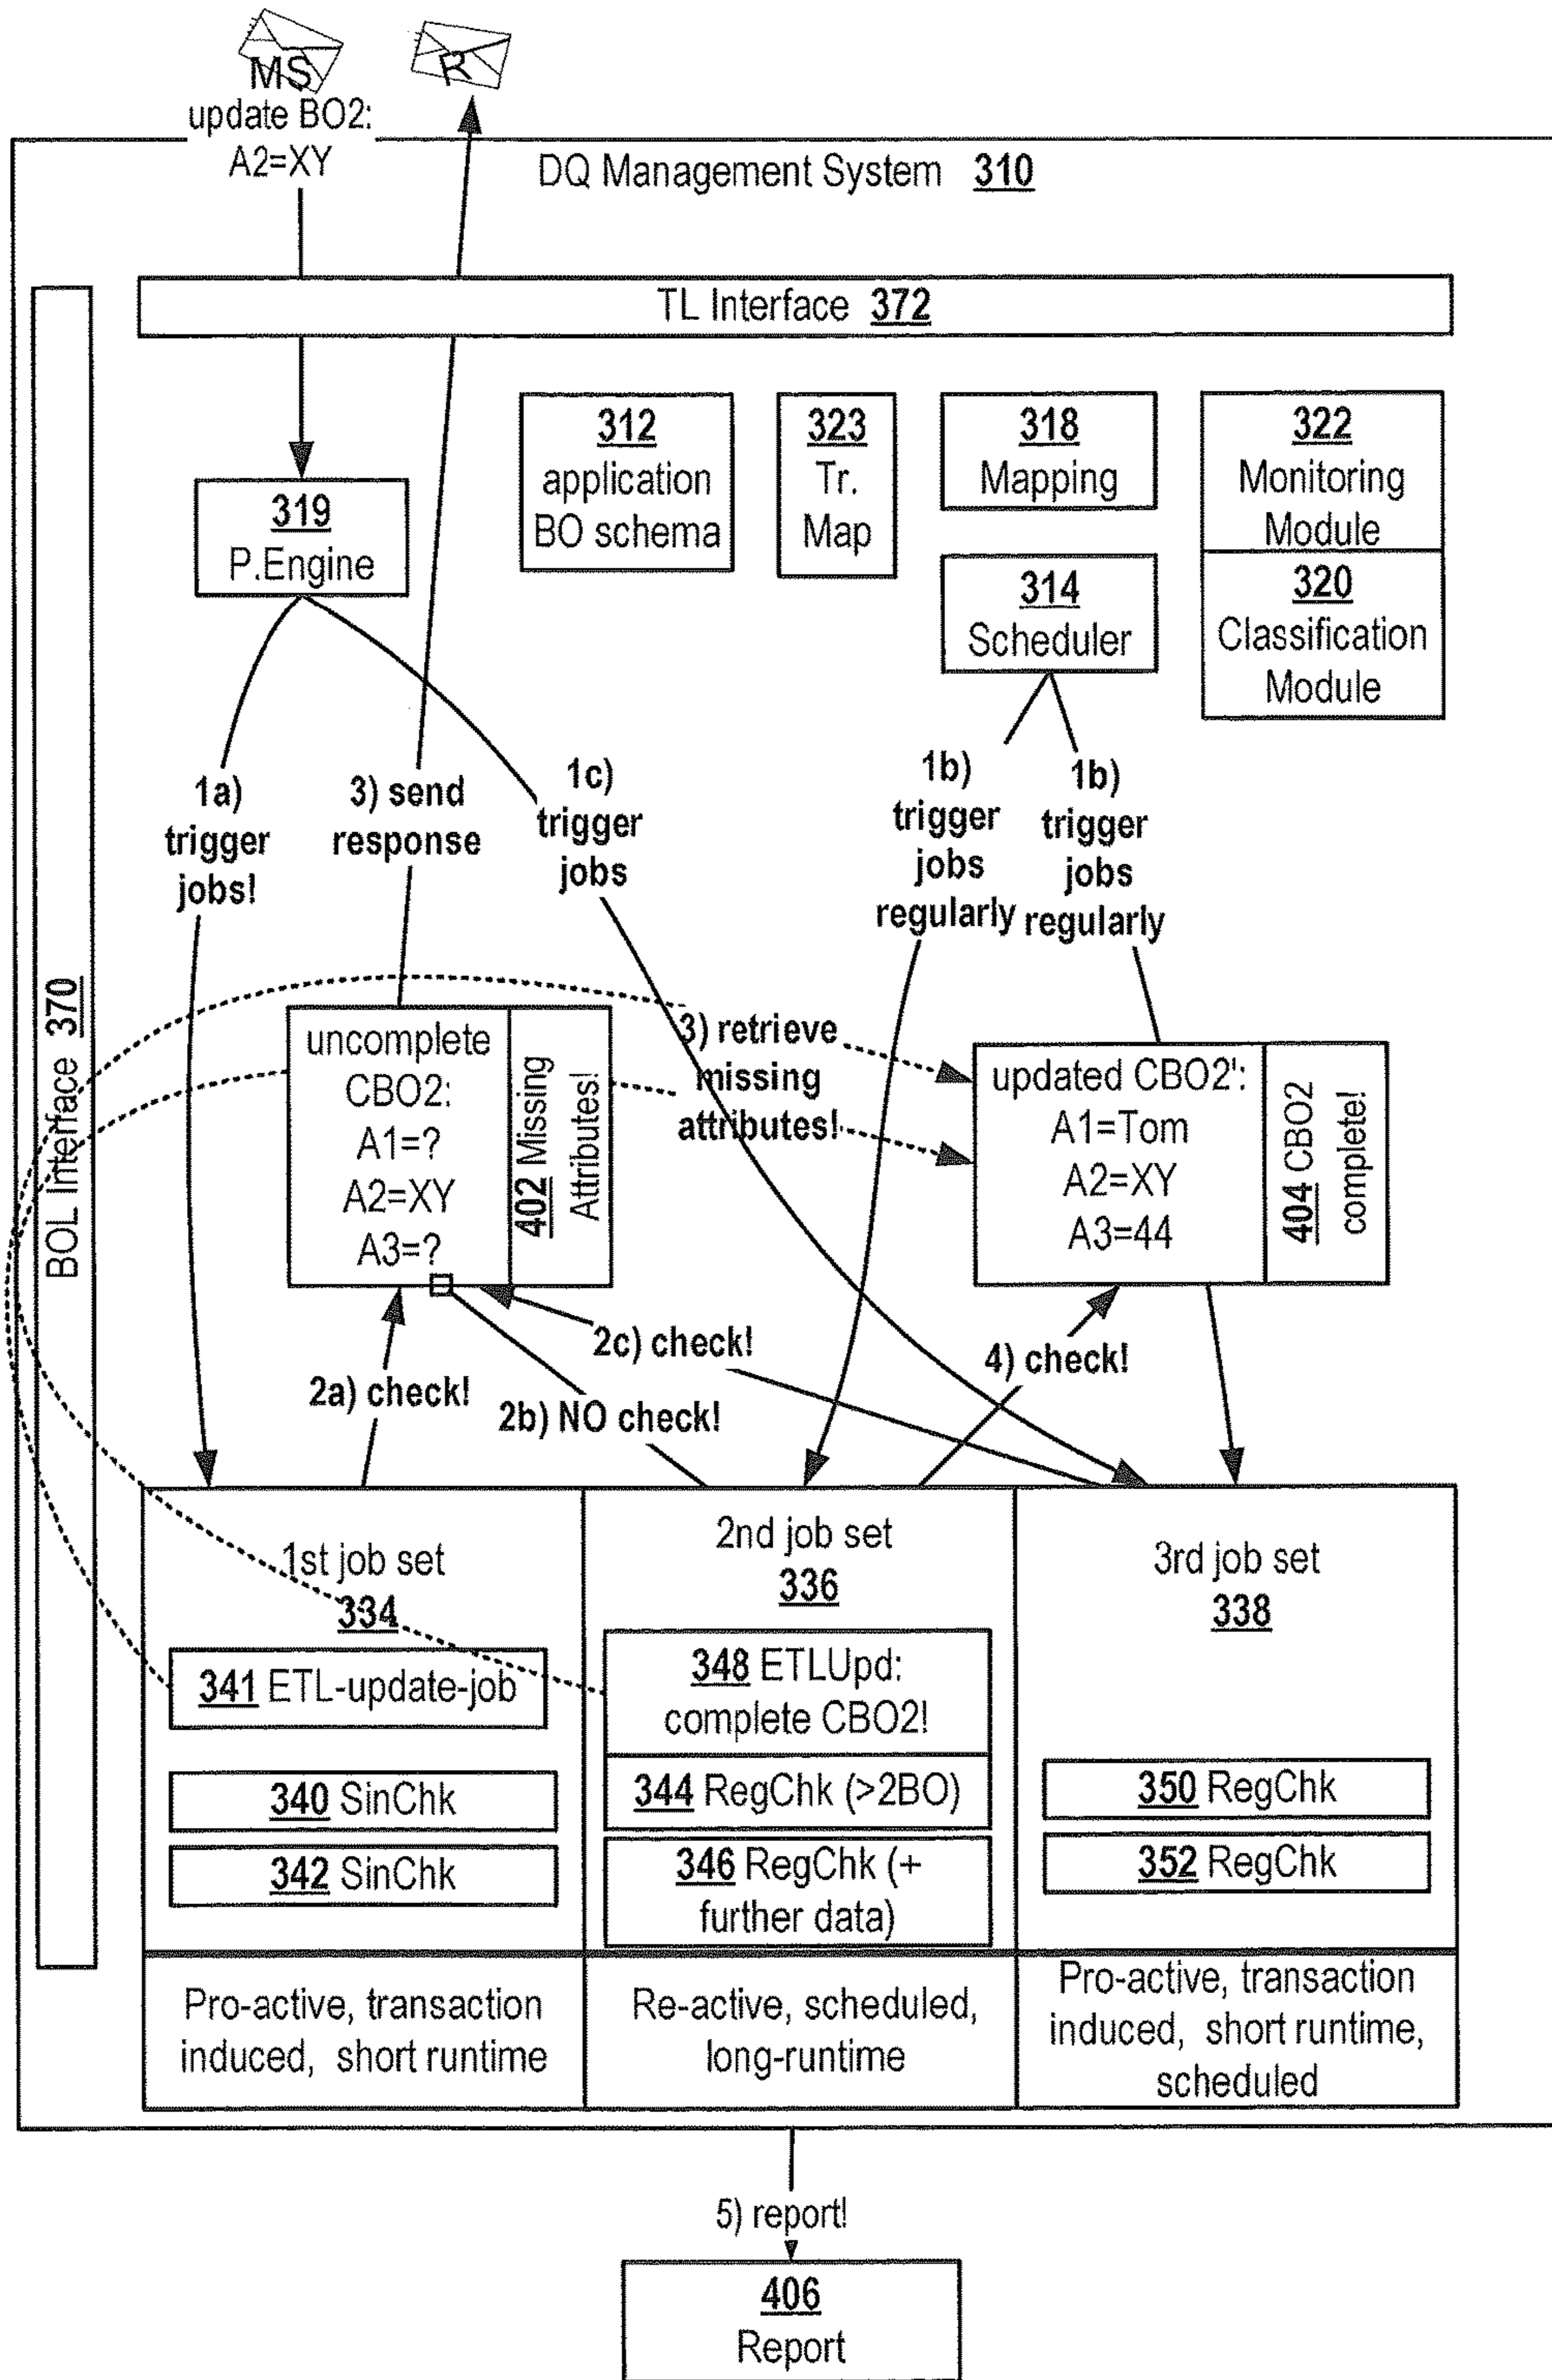 MS
R
update BO2:
A2=XY
DQ Management System 310
TL Interface 372
312
application
BO schema
323
Tr.
Map
318
Mapping
322
Monitoring
Module
319
P.Engine
314
Scheduler
320
Classification
Module
1a)
trigger
jobs!
3) send
response
1c)
trigger
jobs
1b)
trigger
jobs
regularly
1b)
trigger
jobs
regularly
BOL Interface 370
uncomplete
CBO2:
A1=?
A2=XY
A3=?
402 Missing
Attributes!
3) retrieve
missing
attributes!
updated CBO2':
A1=Tom
A2=XY
A3=44
404 CBO2
complete!
2a) check!
2b) NO check!
2c) check!
4) check!
1st job set
334
341 ETL-update-job
340 SinChk
342 SinChk
2nd job set
336
348 ETLUpd:
complete CBO2!
344 RegChk (>2BO)
346 RegChk (+
further data)
3rd job set
338
350 RegChk
352 RegChk
Pro-active, transaction
induced, short runtime
Re-active, scheduled,
long-runtime
Pro-active, transaction
induced, short runtime,
scheduled
5) report!
406
Report